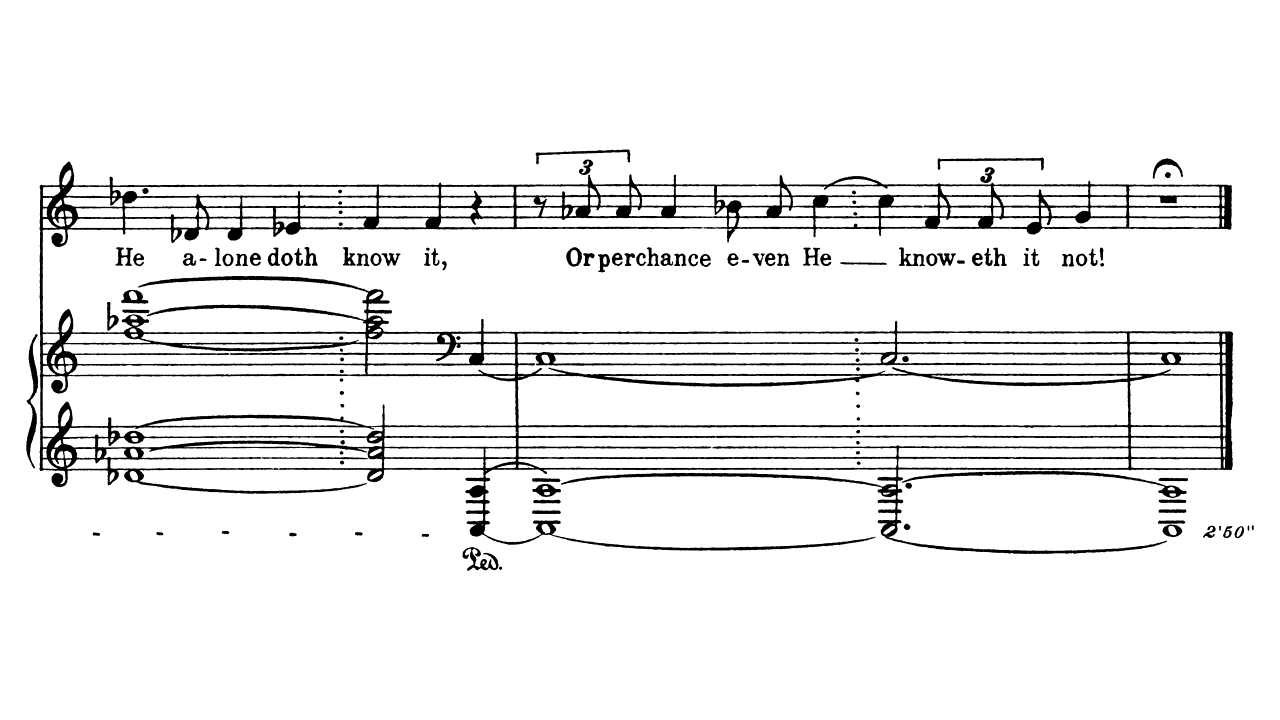 3 3
He a-lone doth know it, Or perchance e-ven He know-eth it not!
2'50"
Ped.